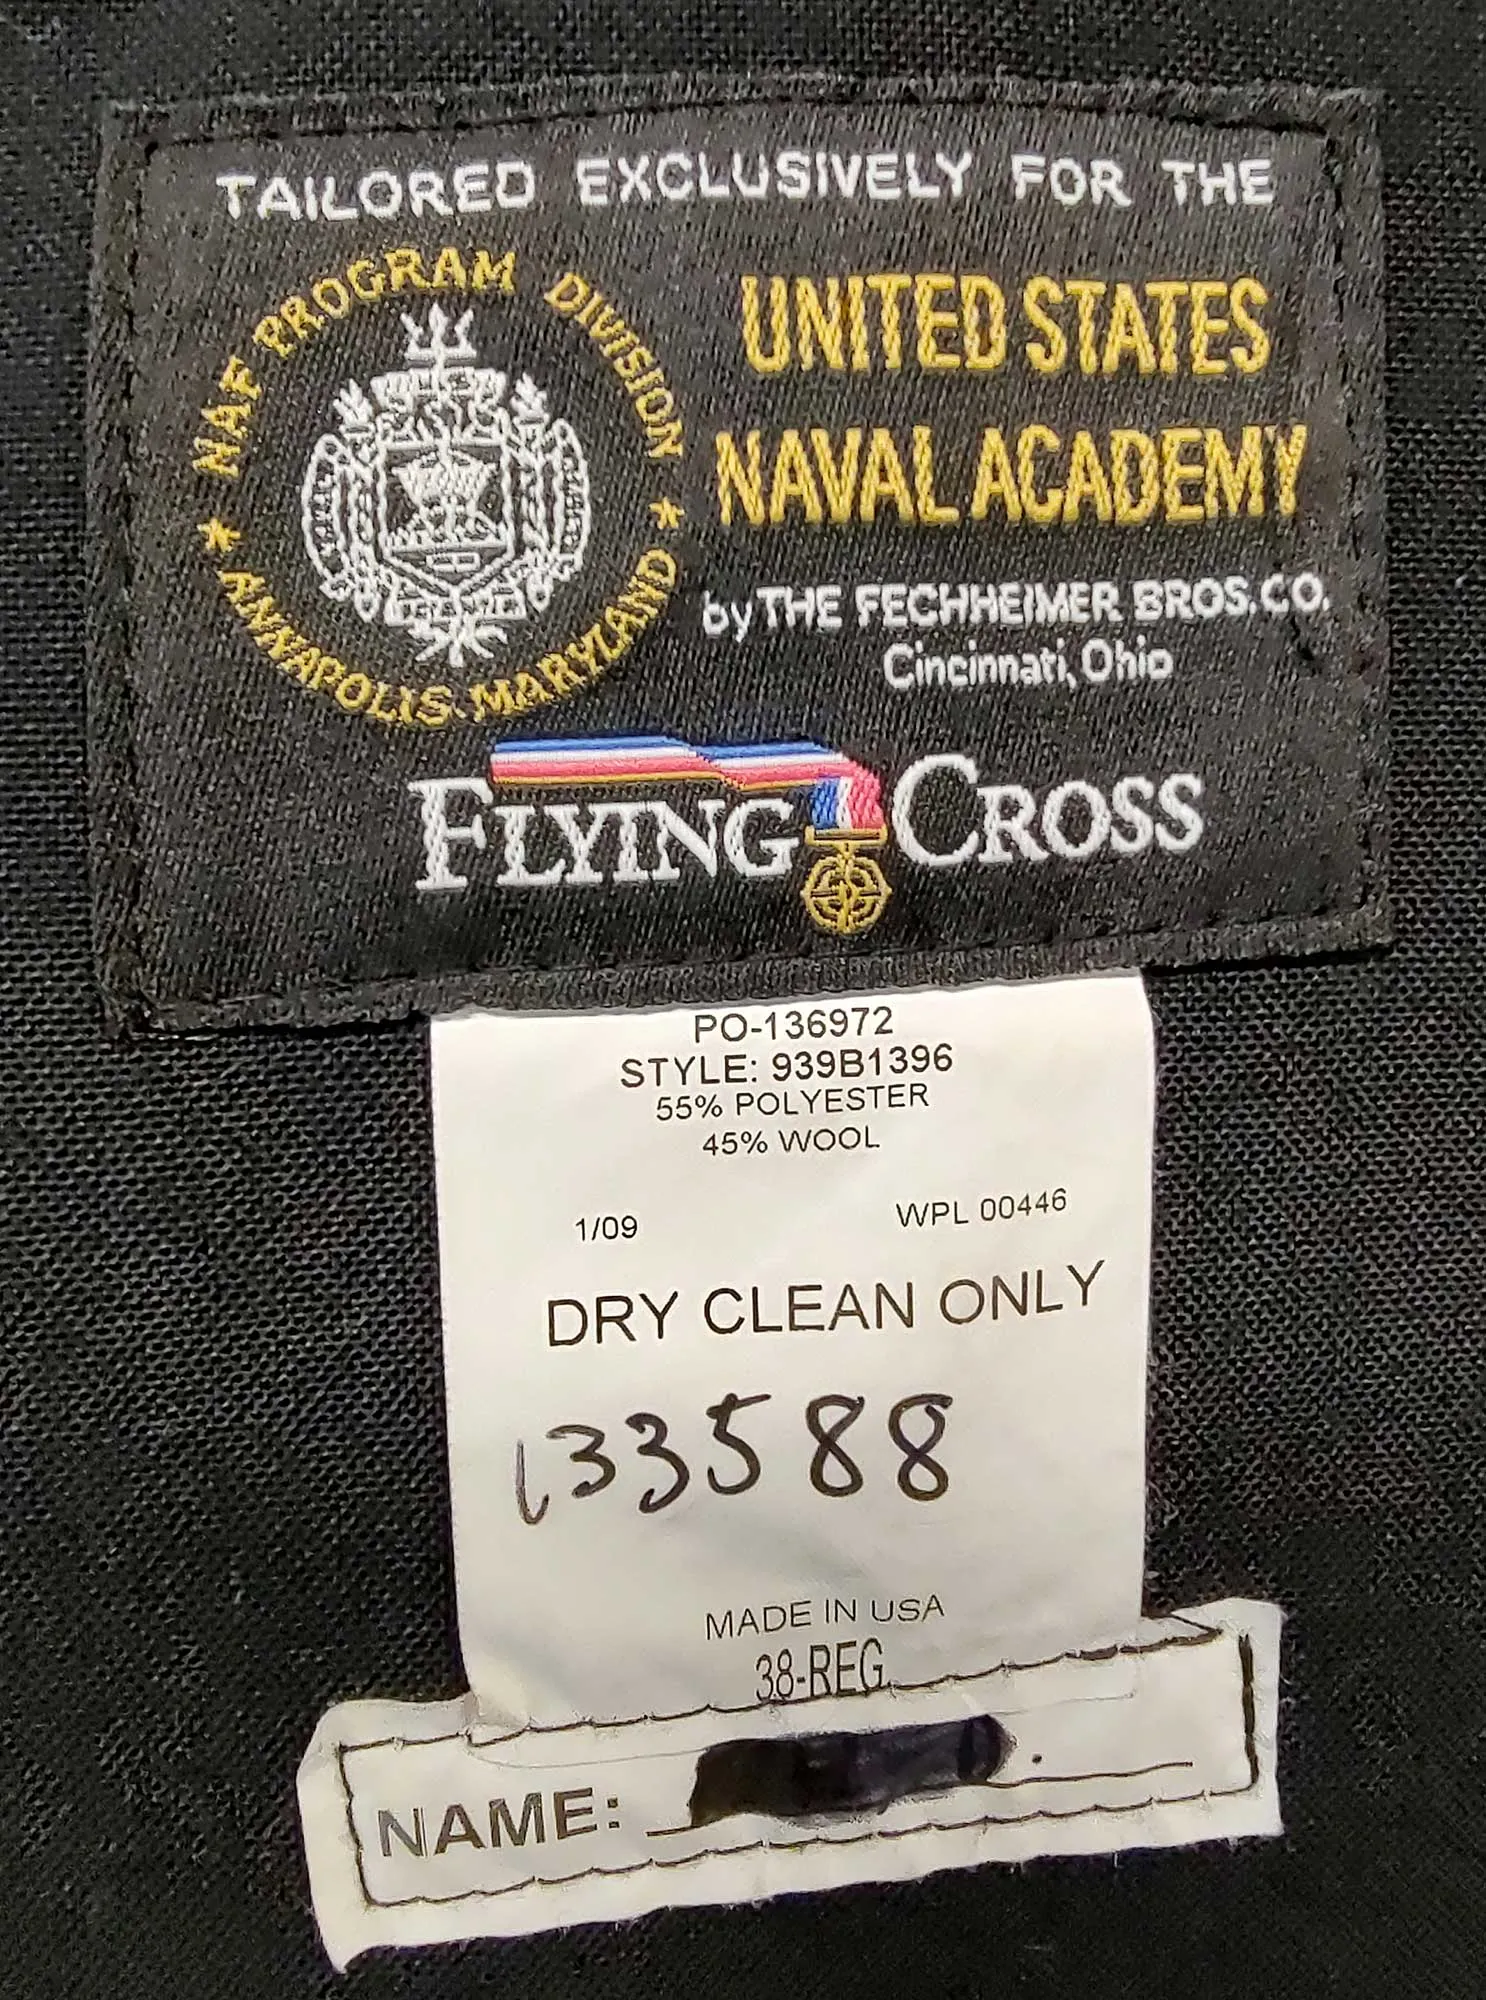 TAILORED EXCLUSIVELY FOR THE
NAF PROGRAM DIVISION
★ ANNAPOLIS, MARYLAND ★
UNITED STATES
NAVAL ACADEMY
by THE FECHHEIMER BROS. CO.
Cincinnati, Ohio
FLYING CROSS
PO-136972
STYLE: 939B1396
55% POLYESTER
45% WOOL
1/09 WPL 00446
DRY CLEAN ONLY
133588
MADE IN USA
38-REG
NAME: